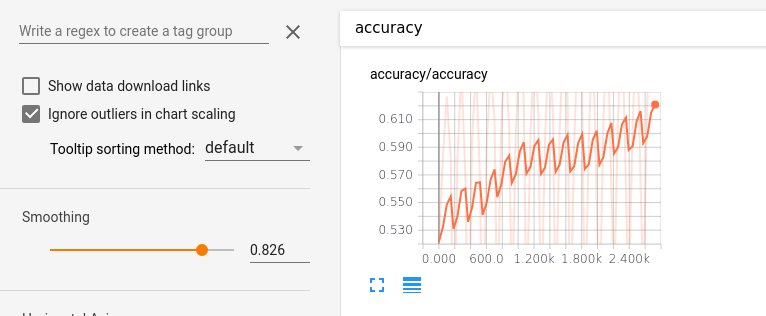 Write a regex to create a tag group
accuracy
Show data download links
Ignore outliers in chart scaling
Tooltip sorting method: default
Smoothing
0.826
accuracy/accuracy
0.610
0.590
0.570
0.550
0.530
0.000 600.0 1.200k 1.800k 2.400k